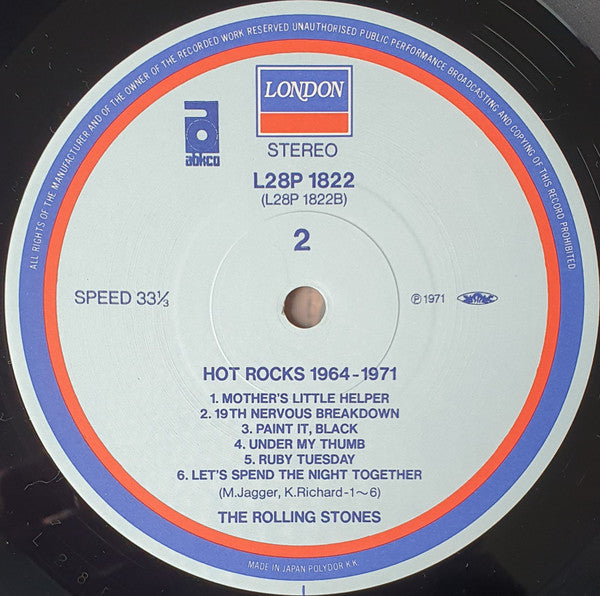 ALL RIGHTS OF THE MANUFACTURER AND OF THE OWNER OF THE RECORDED WORK RESERVED UNAUTHORISED PUBLIC PERFORMANCE BROADCASTING AND COPYING OF THIS RECORD PROHIBITED
LONDON
abkco
STEREO
L28P 1822
(L28P 1822B)
2
SPEED 33⅓
Ⓟ 1971
HOT ROCKS 1964-1971
1. MOTHER'S LITTLE HELPER
2. 19TH NERVOUS BREAKDOWN
3. PAINT IT, BLACK
4. UNDER MY THUMB
5. RUBY TUESDAY
6. LET'S SPEND THE NIGHT TOGETHER
(M.Jagger, K.Richard-1〜6)
THE ROLLING STONES
MADE IN JAPAN POLYDOR K.K.
L 28